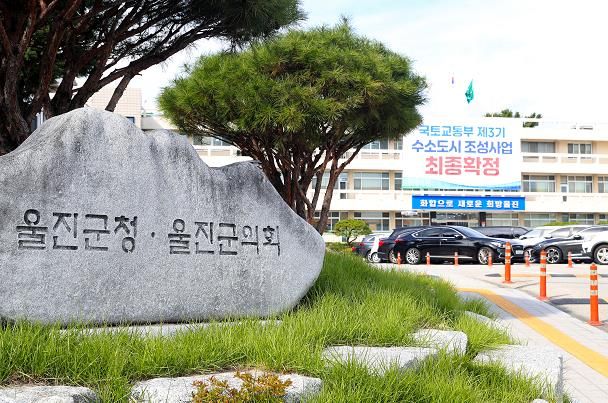 울진군청 · 울진군의회
국토교통부 제3기
수소도시 조성사업
최종확정
화합으로 새로운 희망울진